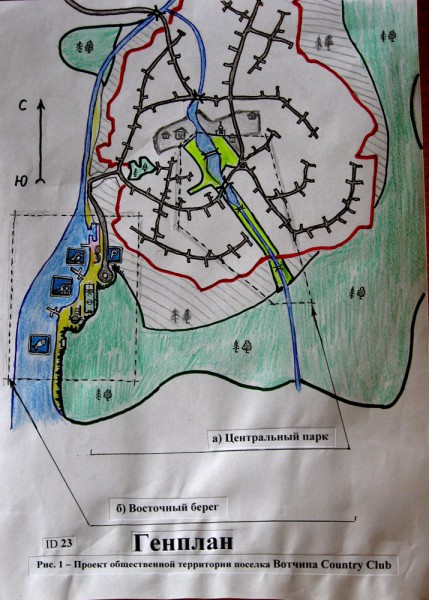 С
Ю
P
а) Центральный парк
б) Восточный берег
ID 23
Генплан
Рис. 1 – Проект общественной территории поселка Вотчина Country Club